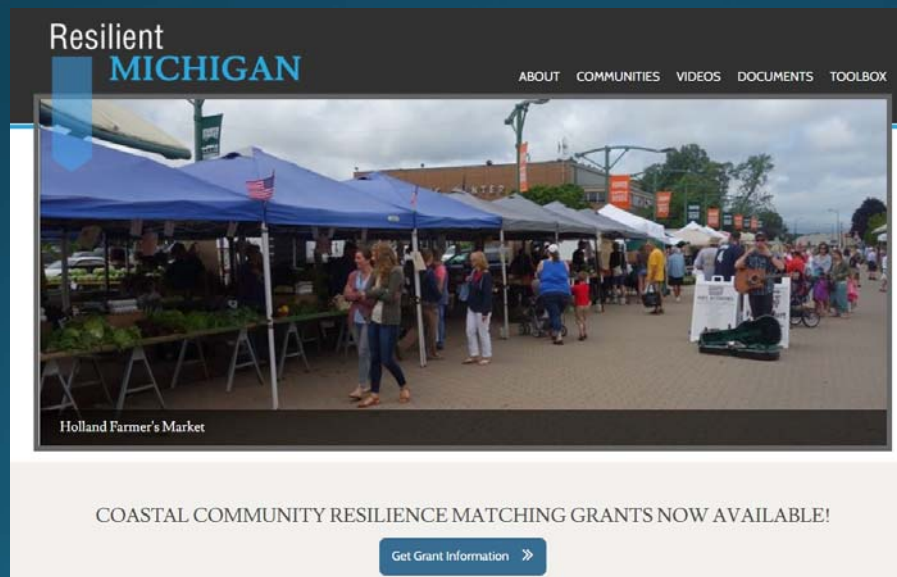 Resilient
MICHIGAN
ABOUT COMMUNITIES VIDEOS DOCUMENTS TOOLBOX
Holland Farmer's Market
COASTAL COMMUNITY RESILIENCE MATCHING GRANTS NOW AVAILABLE!
Get Grant Information »